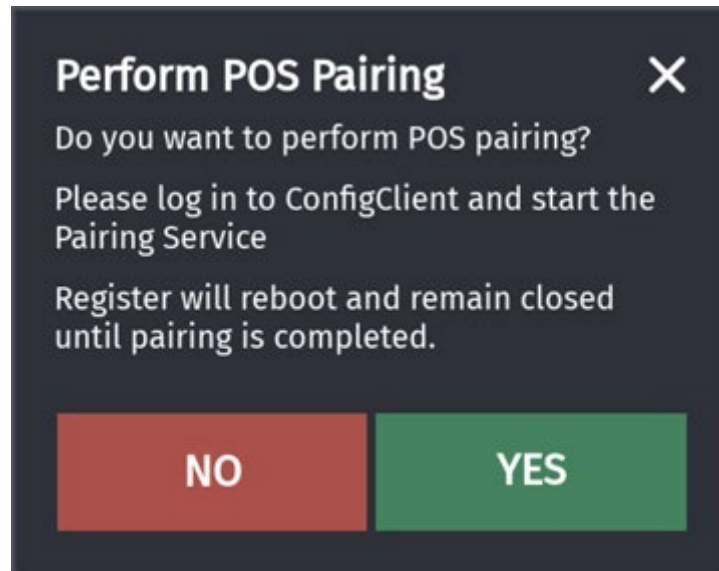 Perform POS Pairing
Do you want to perform POS pairing?
Please log in to ConfigClient and start the
Pairing Service
Register will reboot and remain closed
until pairing is completed.
NO
YES